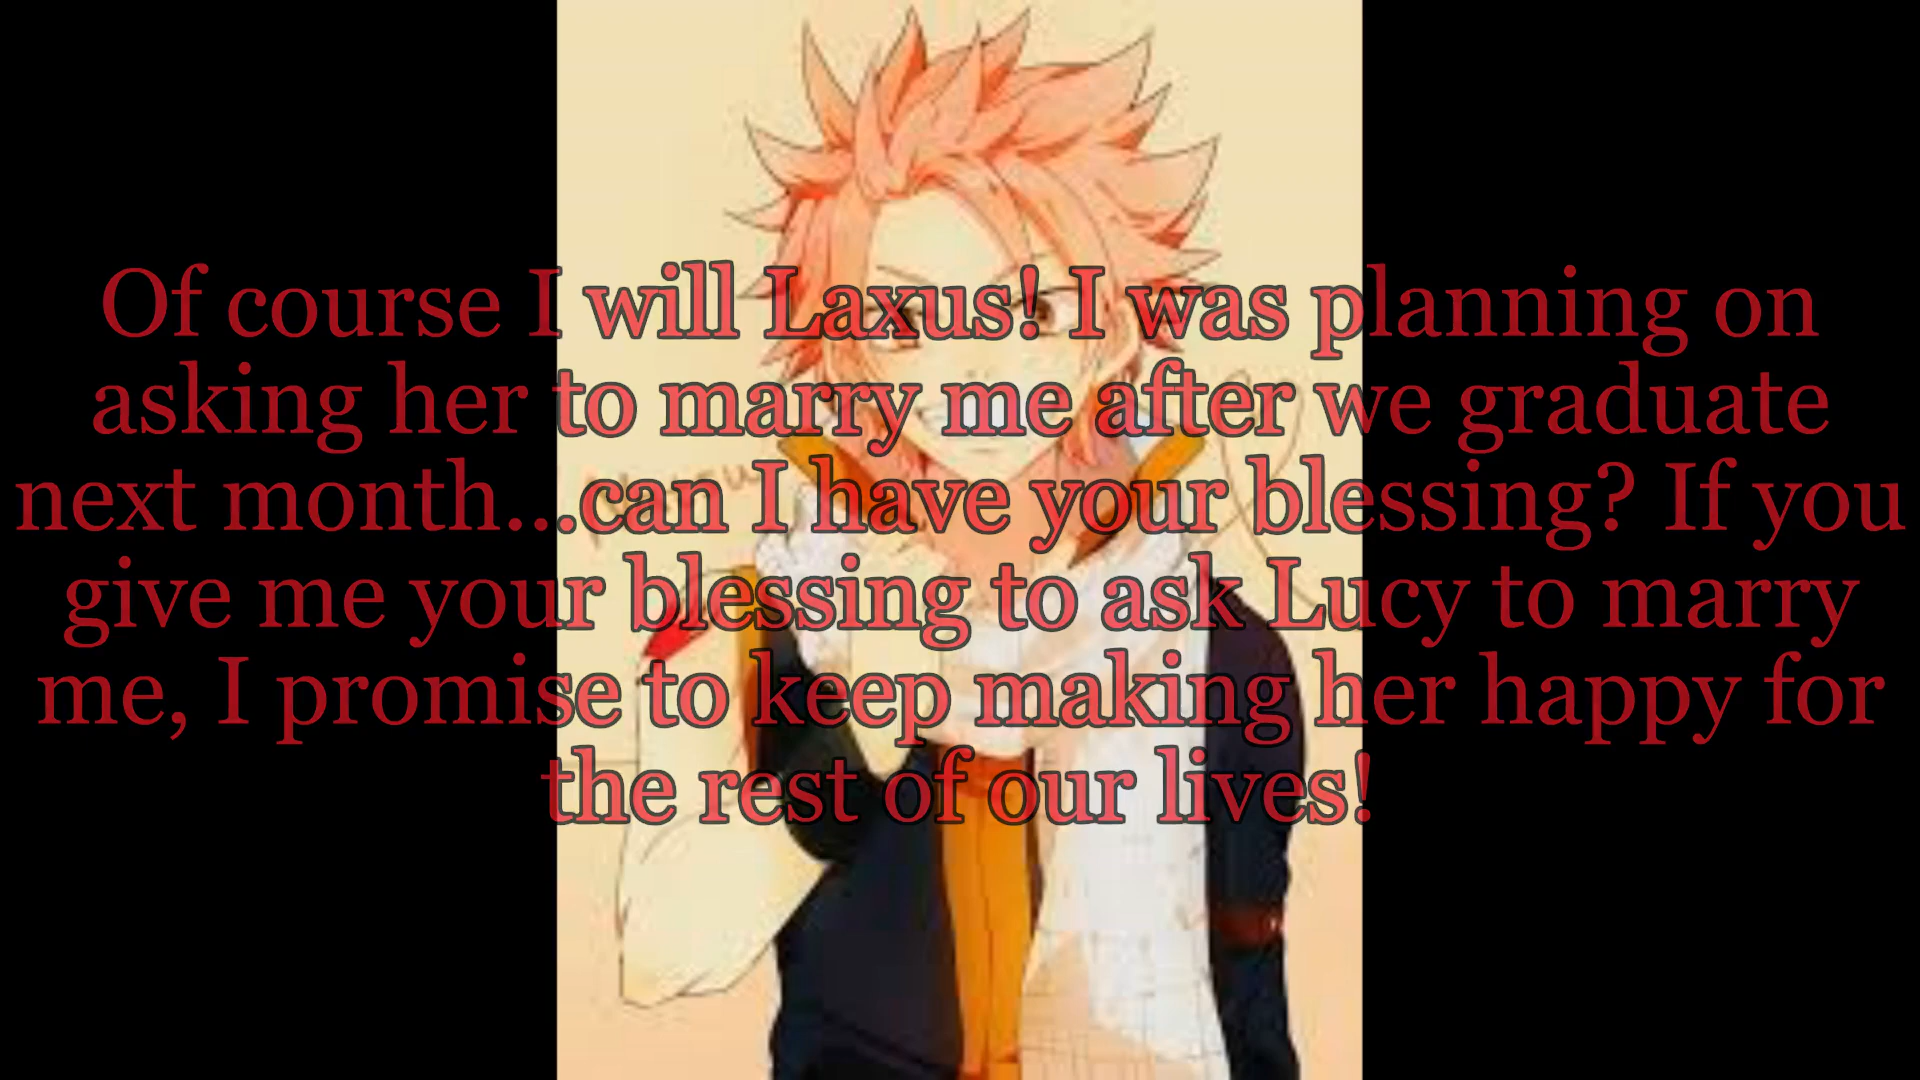 Of course I will Laxus! I was planning on
asking her to marry me after we graduate
next month...can I have your blessing? If you
give me your blessing to ask Lucy to marry
me, I promise to keep making her happy for
the rest of our lives!